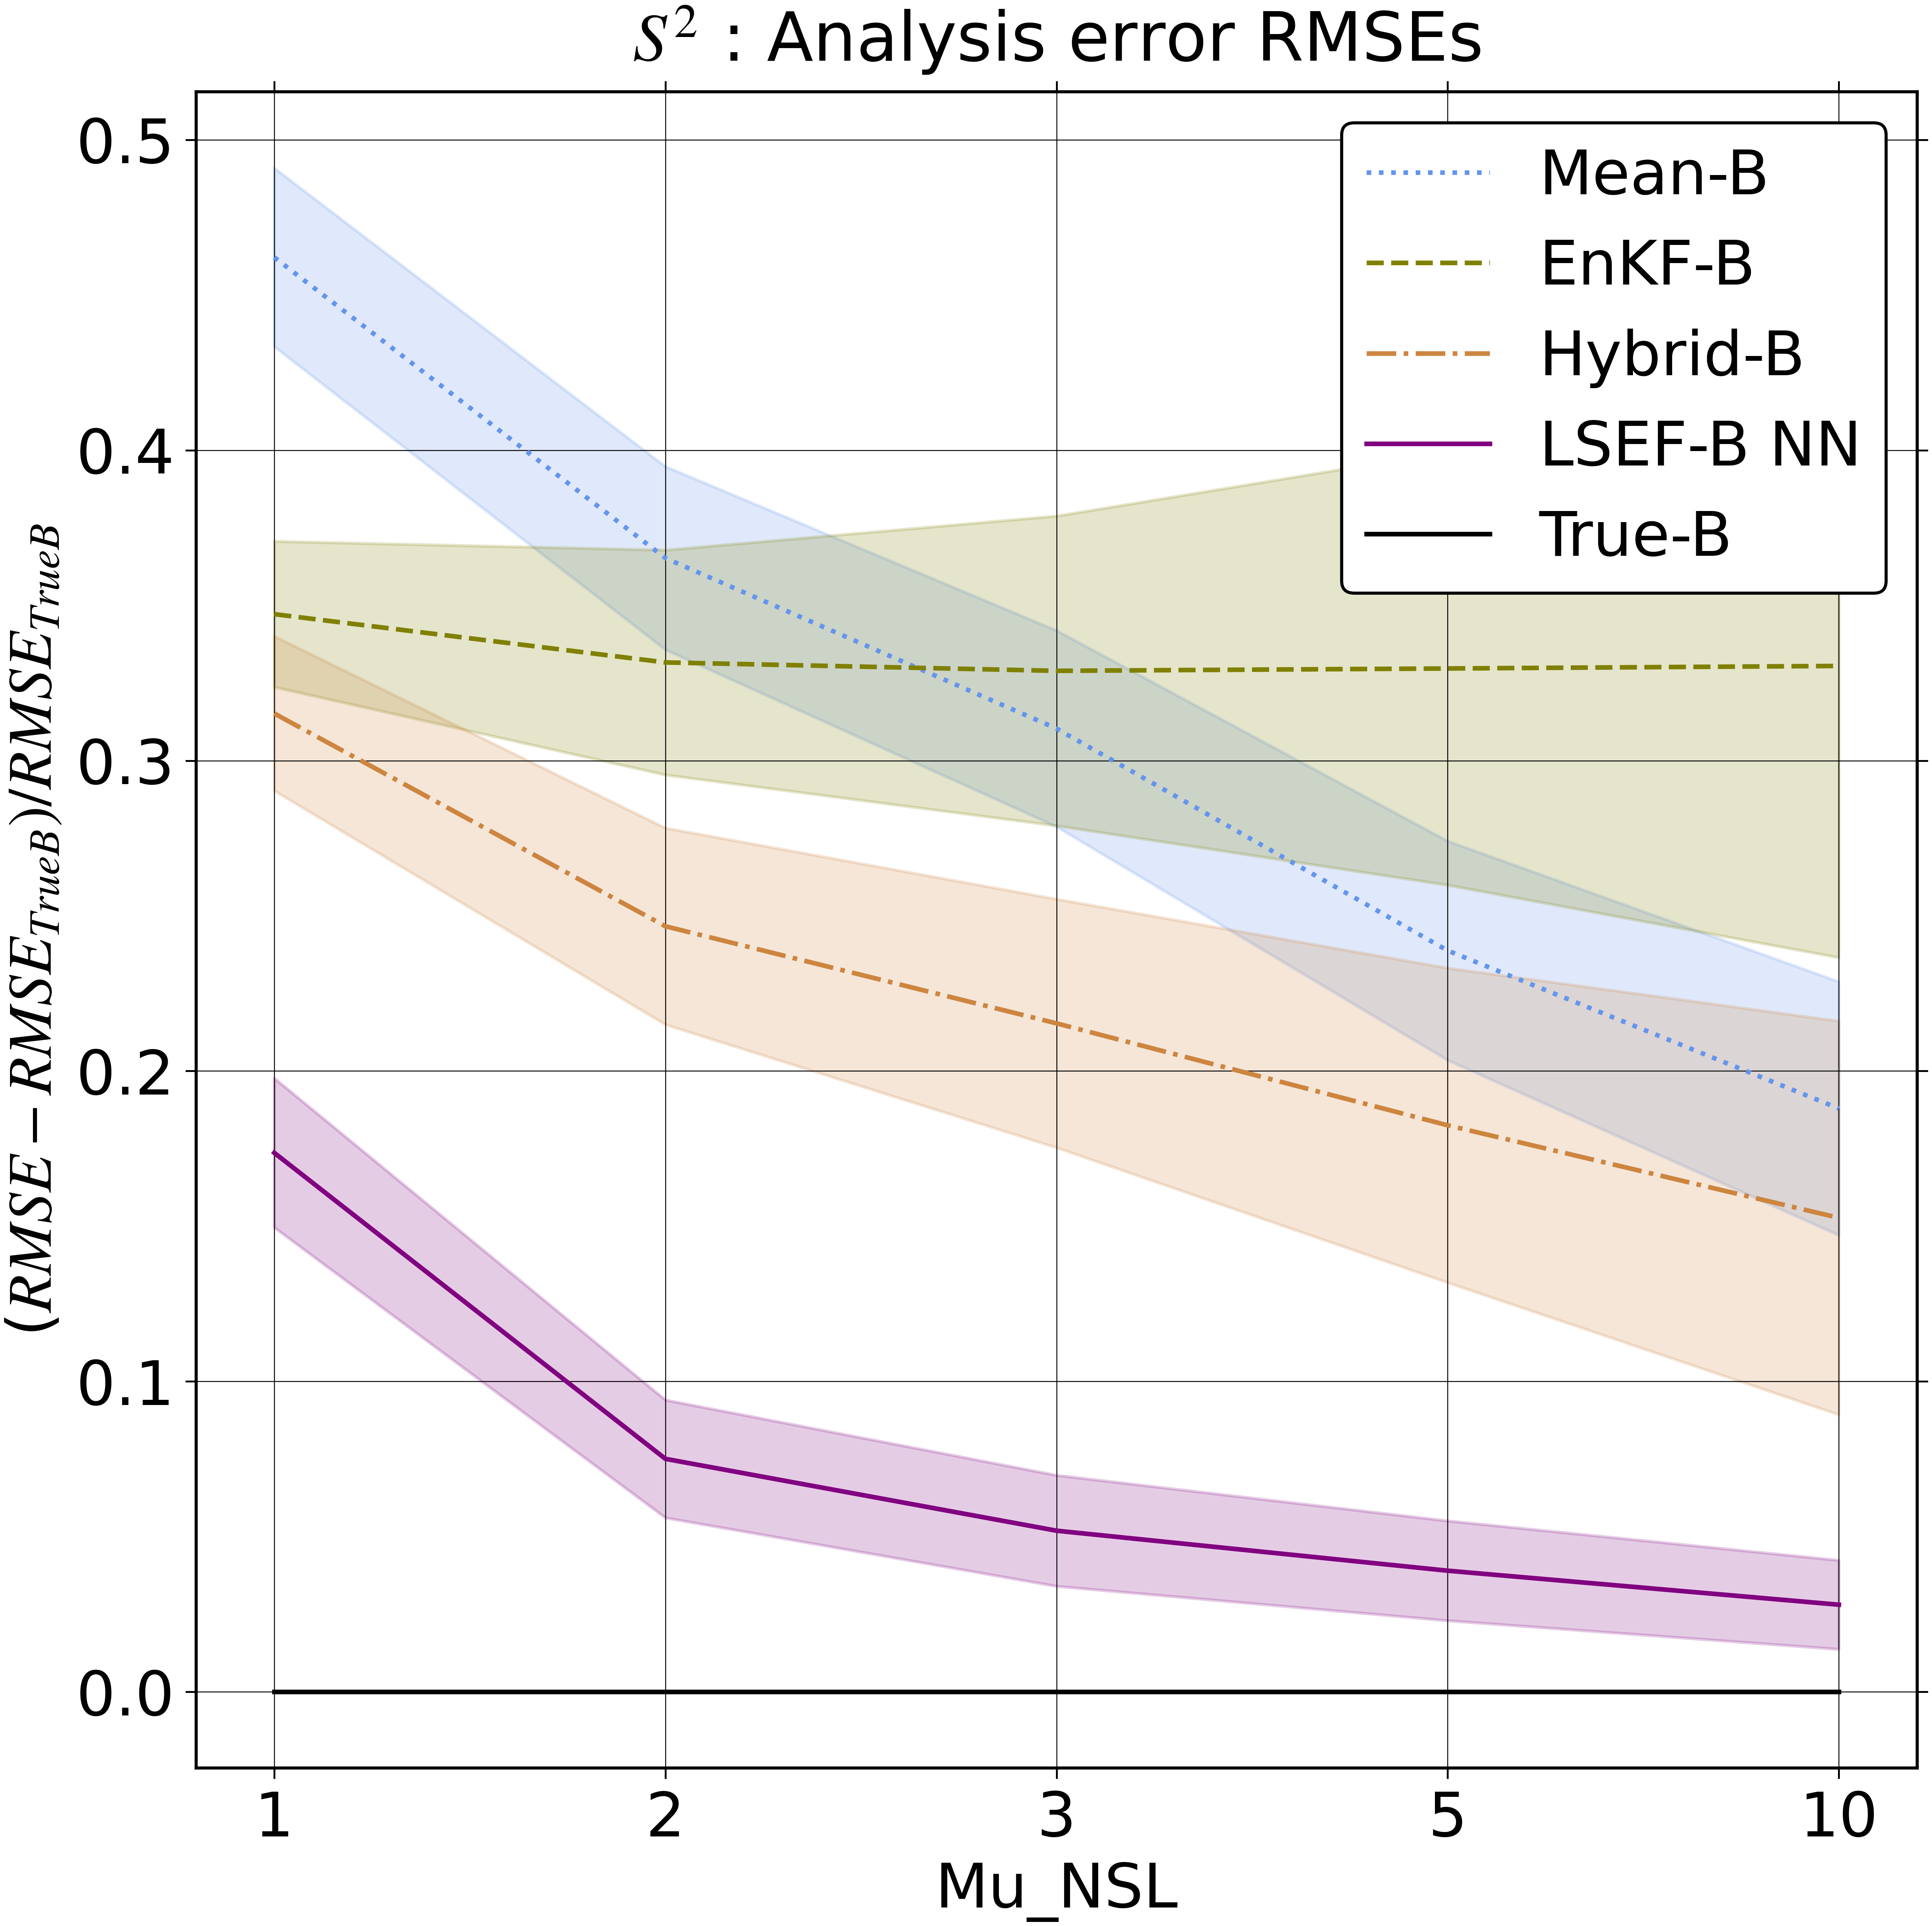 S² : Analysis error RMSEs
(RMSE − RMSE_TrueB)/RMSE_TrueB
0.5
0.4
0.3
0.2
0.1
0.0
Mean-B
EnKF-B
Hybrid-B
LSEF-B NN
True-B
1 2 3 5 10
Mu_NSL